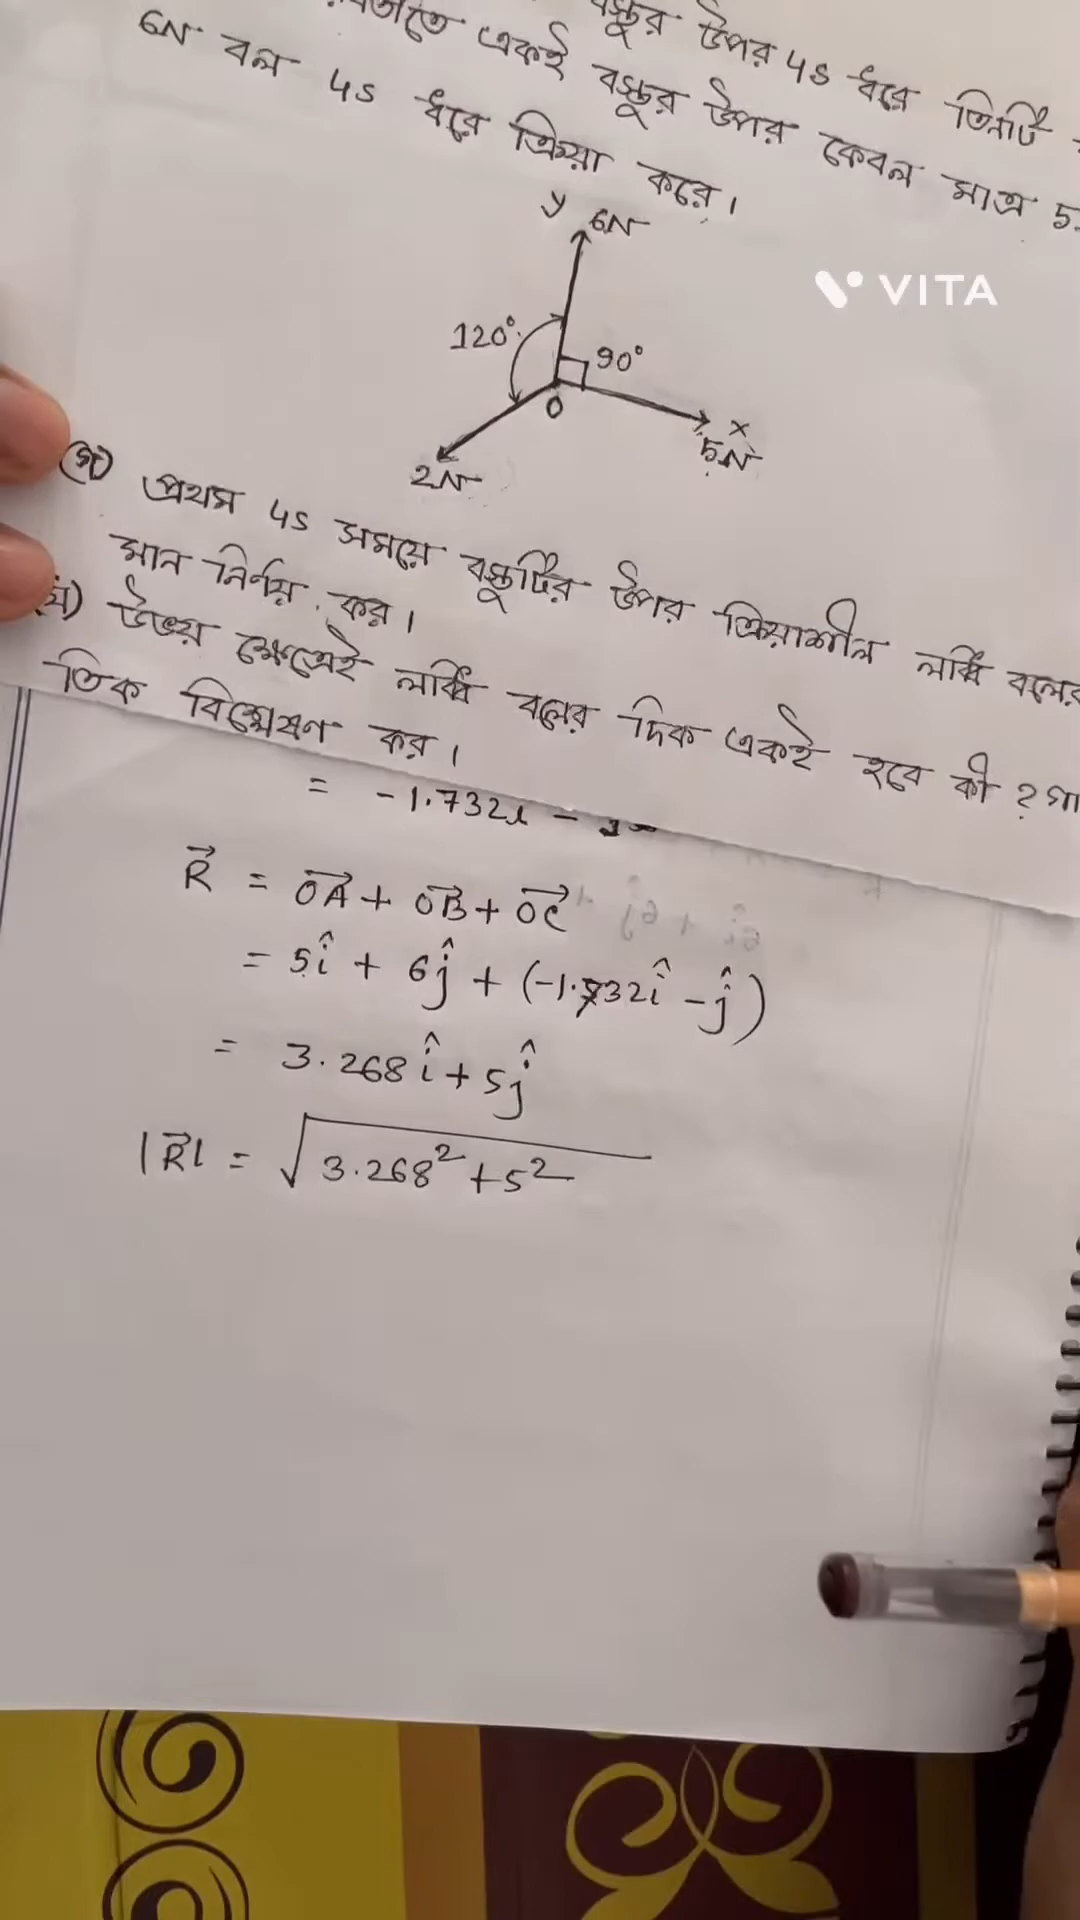 বস্তুর উপর 4s ধরে তিনটি
একই বস্তুর উপর কেবল মাত্র 5
6N বল 4s ধরে ক্রিয়া করে।
y 6N
VITA
120°
90°
O
x
5N
2N
(গ) প্রথম 4s সময়ে বস্তুটির উপর ক্রিয়াশীল লব্ধি বলের
মান নির্ণয় কর।
(ঘ) উভয় ক্ষেত্রেই লব্ধি বলের দিক একই হবে কী? গা
তিক বিশ্লেষণ কর।
= -1.732i -
R⃗ = OA⃗ + OB⃗ + OC⃗
= 5î + 6ĵ + (-1.732î - ĵ)
= 3.268î + 5ĵ
|R⃗| = √3.268² + 5²